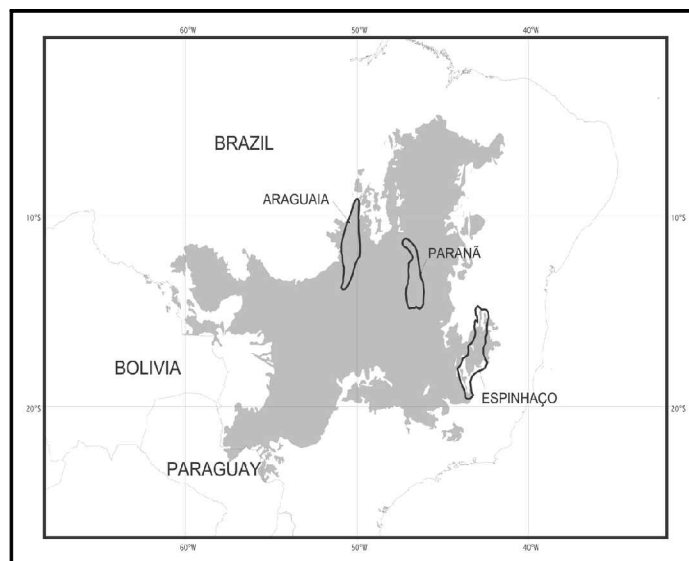 60°W 50°W 40°W
BRAZIL
ARAGUAIA
10°S 10°S
PARANÃ
BOLIVIA
ESPINHAÇO
20°S 20°S
PARAGUAY
60°W 50°W 40°W